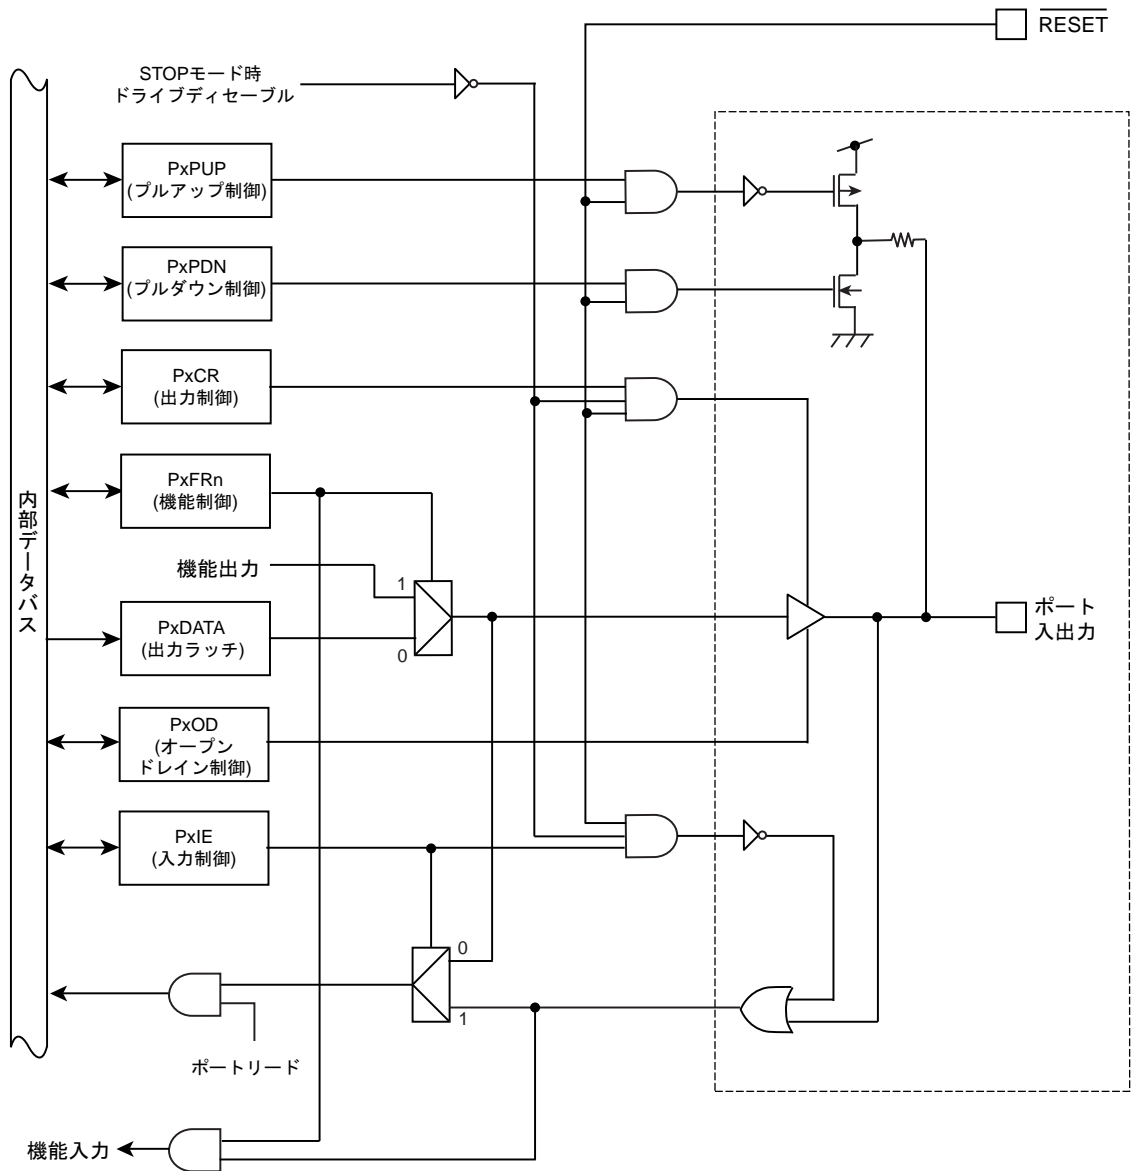 RESET
STOPモード時
ドライブディセーブル
PxPUP
(プルアップ制御)
PxPDN
(プルダウン制御)
PxCR
(出力制御)
PxFRn
(機能制御)
内部データバス
機能出力
1
0
PxDATA
(出力ラッチ)
ポート
入出力
PxOD
(オープン
ドレイン制御)
PxIE
(入力制御)
0
1
ポートリード
機能入力